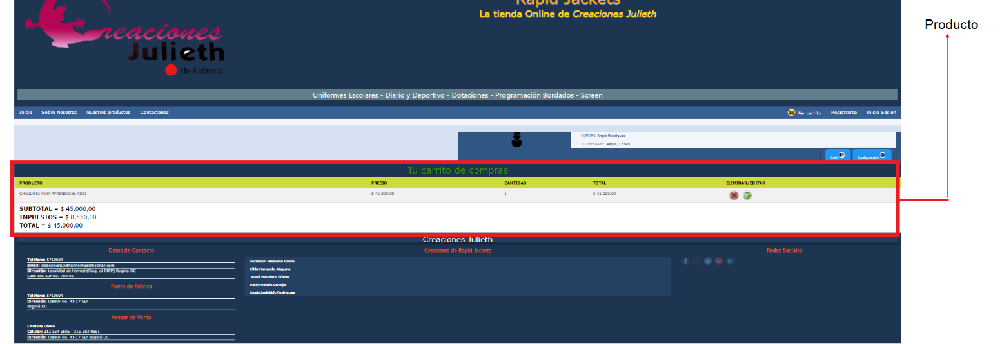 Rapid Jackets
La tienda Online de Creaciones Julieth
Creaciones
Julieth
de Fabrica
Producto
Uniformes Escolares - Diario y Deportivo - Dotaciones - Programación Bordados - Screen
Inicio Sobre Nosotros Nuestros productos Contactenos Ver carrito Registrarse Inicie Sesion
NOMBRE: Angie Rodriguez
TU USERNAME: Angie_12345
Salir Configuración
Tu carrito de compras
PRODUCTO PRECIO CANTIDAD TOTAL ELIMINAR/EDITAR
CHAQUETA PARA APRENDICES ADSI $ 45.000,00 1 $ 45.000,00
SUBTOTAL = $ 45.000,00
IMPUESTOS = $ 8.550,00
TOTAL = $ 45.000,00
Creaciones Julieth
Datos de Contacto
Teléfono: 5710604
Email: creacionesjuliethuniformes@hotmail.com
Dirección: Localidad de Kennedy(Diag. al INEM) Bogotá DC
Calle 38C Sur No. 79A-05
Punto de Fábrica
Teléfono: 5710604
Dirección: Cra80F No. 41-17 Sur
Bogotá DC
Asesor de Venta
CARLOS OSMA
Celular: 312 554 5605 - 315 583 0651
Dirección: Cra80F No. 41-17 Sur Bogotá DC
Creadores de Rapid Jackets
Anderson Garcia
Fernando Alaguna
Josué Francisco Gómez
Heidy Natalia Carvajal
Angie Rodriguez
Redes Sociales